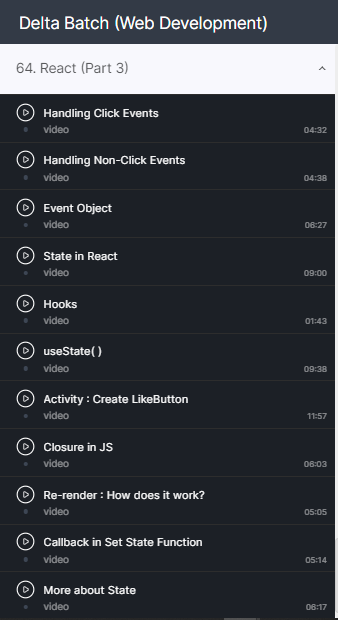 Delta Batch (Web Development)
64. React (Part 3)
Handling Click Events
video 04:32
Handling Non-Click Events
video 04:38
Event Object
video 06:27
State in React
video 09:00
Hooks
video 01:43
useState( )
video 09:38
Activity : Create LikeButton
video 11:57
Closure in JS
video 06:03
Re-render : How does it work?
video 05:05
Callback in Set State Function
video 05:14
More about State
video 06:17